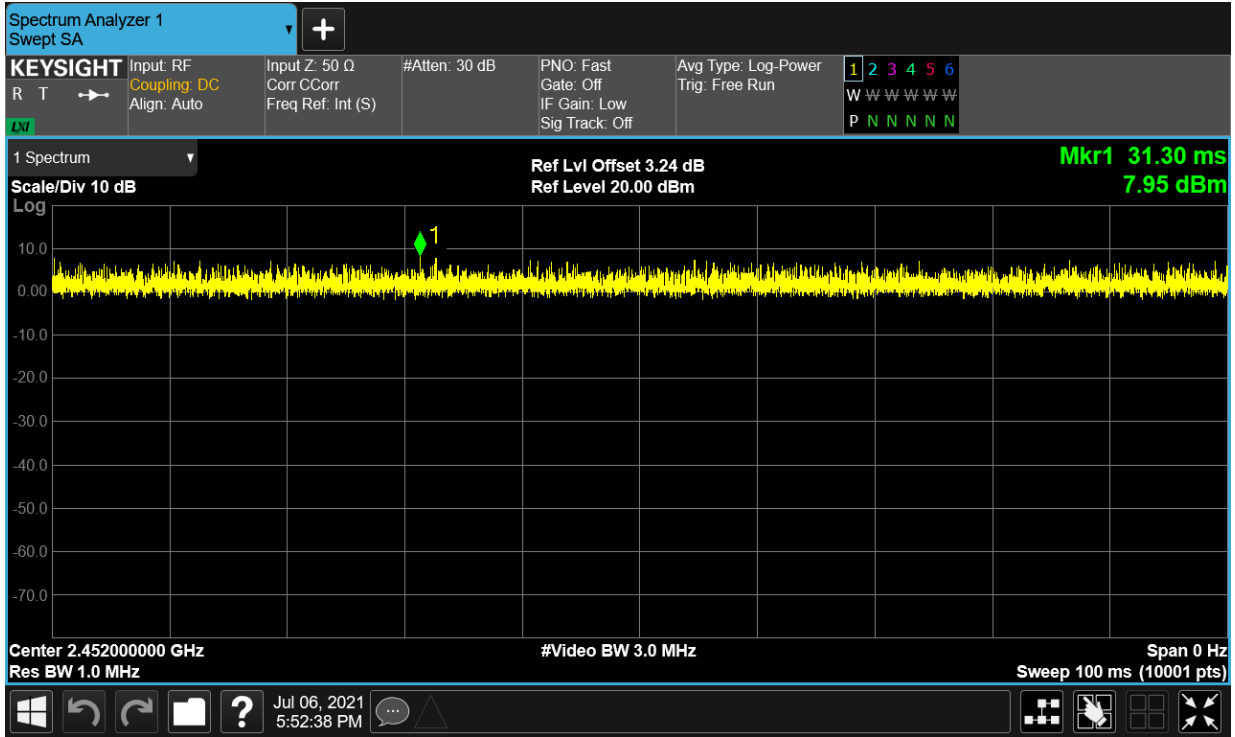 Spectrum Analyzer 1
Swept SA
KEYSIGHT
R T
LXI
Input: RF
Coupling: DC
Align: Auto
Input Z: 50 Ω
Corr CCorr
Freq Ref: Int (S)
#Atten: 30 dB
PNO: Fast
Gate: Off
IF Gain: Low
Sig Track: Off
Avg Type: Log-Power
Trig: Free Run
1 2 3 4 5 6
W W W W W W
P N N N N N
1 Spectrum
Scale/Div 10 dB
Log
Ref Lvl Offset 3.24 dB
Ref Level 20.00 dBm
Mkr1 31.30 ms
7.95 dBm
1
10.0
0.00
-10.0
-20.0
-30.0
-40.0
-50.0
-60.0
-70.0
Center 2.452000000 GHz
#Video BW 3.0 MHz
Span 0 Hz
Res BW 1.0 MHz
Sweep 100 ms (10001 pts)
?
Jul 06, 2021
5:52:38 PM